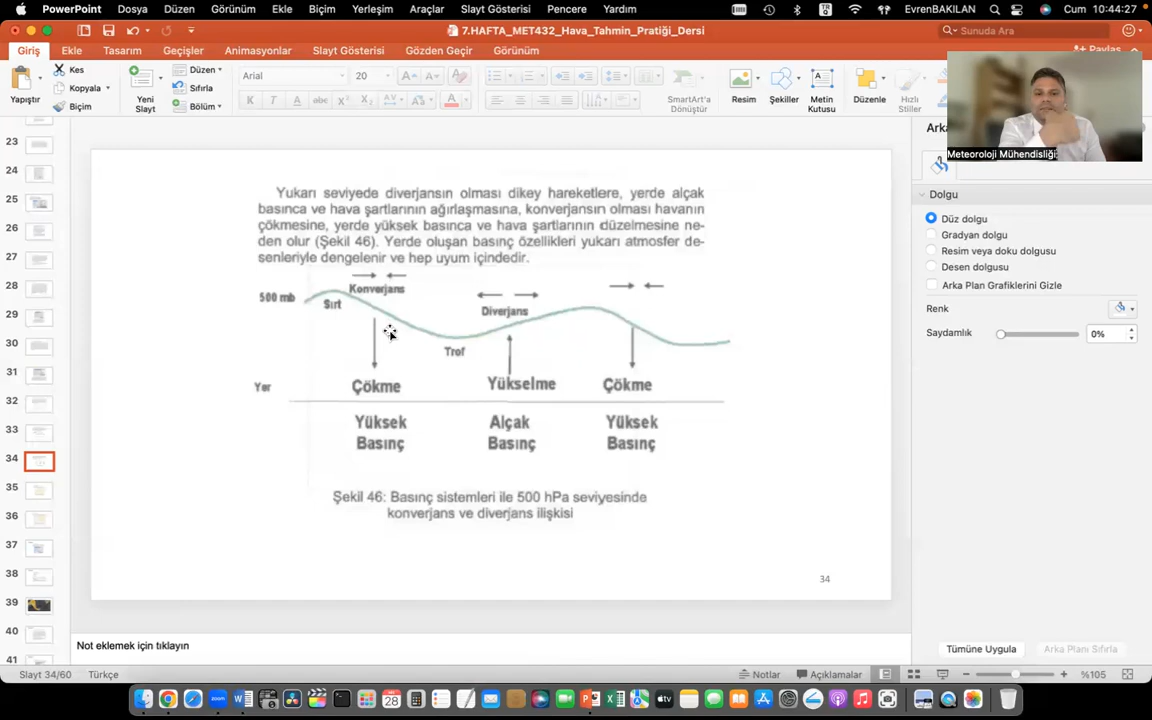 PowerPoint Dosya Düzen Görünüm Ekle Biçim Yerleşim Araçlar Slayt Gösterisi Pencere Yardım EvrenBAKILAN Cum 10:44:27
7.HAFTA_MET432_Hava_Tahmin_Pratiği_Dersi
Sunuda Ara
Giriş Ekle Tasarım Geçişler Animasyonlar Slayt Gösterisi Gözden Geçir Görünüm Paylaş
Yapıştır
Kes
Kopyala
Biçim
Yeni
Slayt
Düzen
Sıfırla
Bölüm
Arial 20
K T A abc
SmartArt'a
Dönüştür
Resim
Şekiller
Metin
Kutusu
Düzenle
Hızlı
Stiller
Meteoroloji Mühendisliği
23
24
25
26
27
28
29
30
31
32
33
34
35
36
37
38
39
40
41
Yukarı seviyede diverjansın olması dikey hareketlere, yerde alçak
basınca ve hava şartlarının ağırlaşmasına, konverjansın olması havanın
çökmesine, yerde yüksek basınca ve hava şartlarının düzelmesine ne-
den olur (Şekil 46). Yerde oluşan basınç özellikleri yukarı atmosfer de-
senleriyle dengelenir ve hep uyum içindedir.
500 mb
Sırt
Konverjans
Diverjans
Trof
Yer
Çökme
Yükselme
Çökme
Yüksek
Basınç
Alçak
Basınç
Yüksek
Basınç
Şekil 46: Basınç sistemleri ile 500 hPa seviyesinde
konverjans ve diverjans ilişkisi
34
Not eklemek için tıklayın
Arka
Dolgu
Düz dolgu
Gradyan dolgu
Resim veya doku dolgusu
Desen dolgusu
Arka Plan Grafiklerini Gizle
Renk
Saydamlık 0%
Tümüne Uygula Arka Planı Sıfırla
Slayt 34/60 Türkçe Notlar Açıklamalar %105